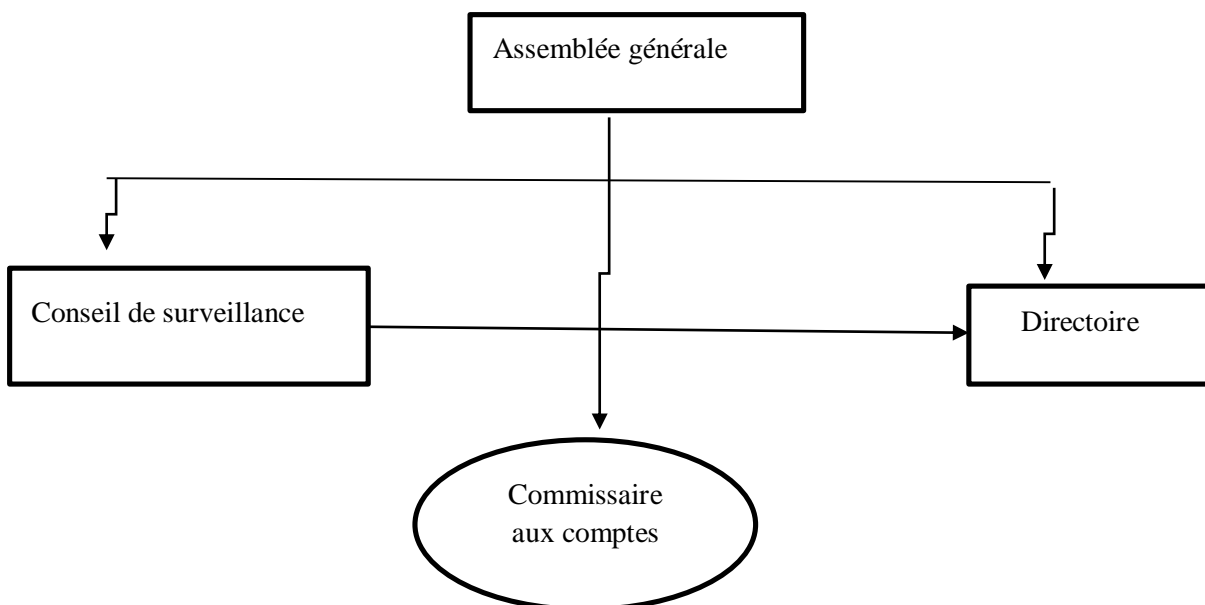 Assemblée générale
Conseil de surveillance
Directoire
Commissaire
aux comptes